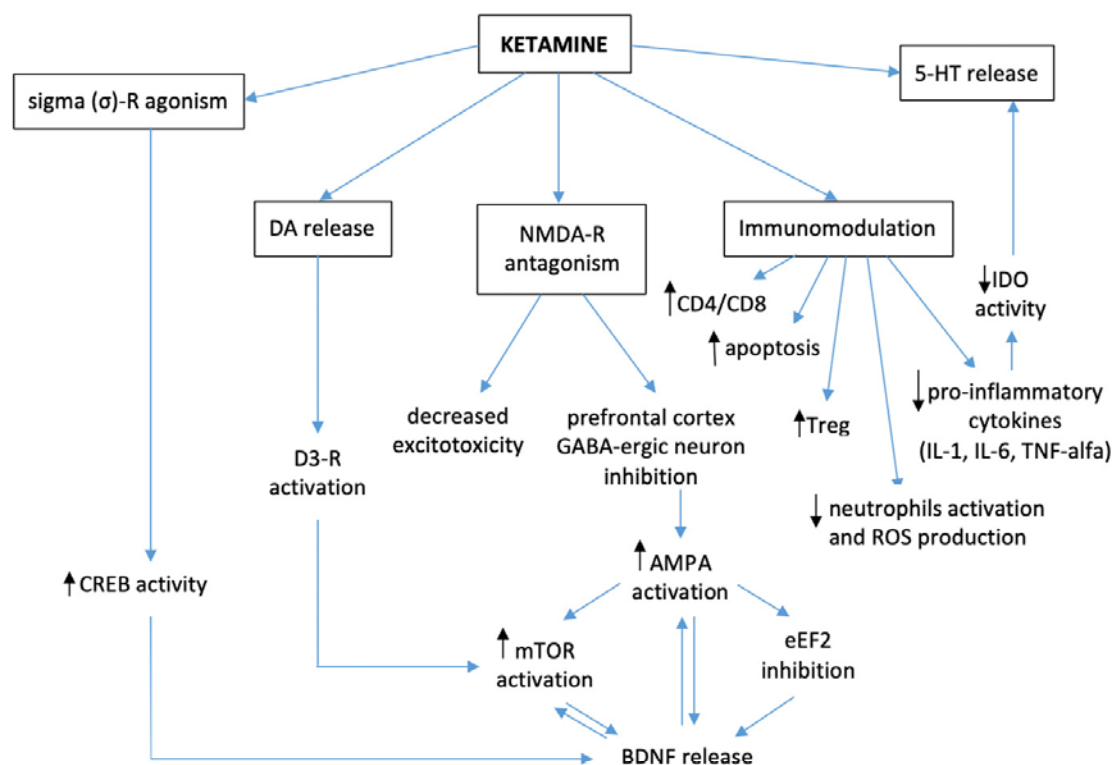 KETAMINE
5-HT release
sigma (σ)-R agonism
DA release
NMDA-R
antagonism
Immunomodulation
↑CD4/CD8
↑ apoptosis
↑Treg
↓ neutrophils activation
and ROS production
↓ pro-inflammatory
cytokines
(IL-1, IL-6, TNF-alfa)
↓IDO
activity
decreased
excitotoxicity
prefrontal cortex
GABA-ergic neuron
inhibition
D3-R
activation
↑ AMPA
activation
↑CREB activity
↑ mTOR
activation
eEF2
inhibition
BDNF release